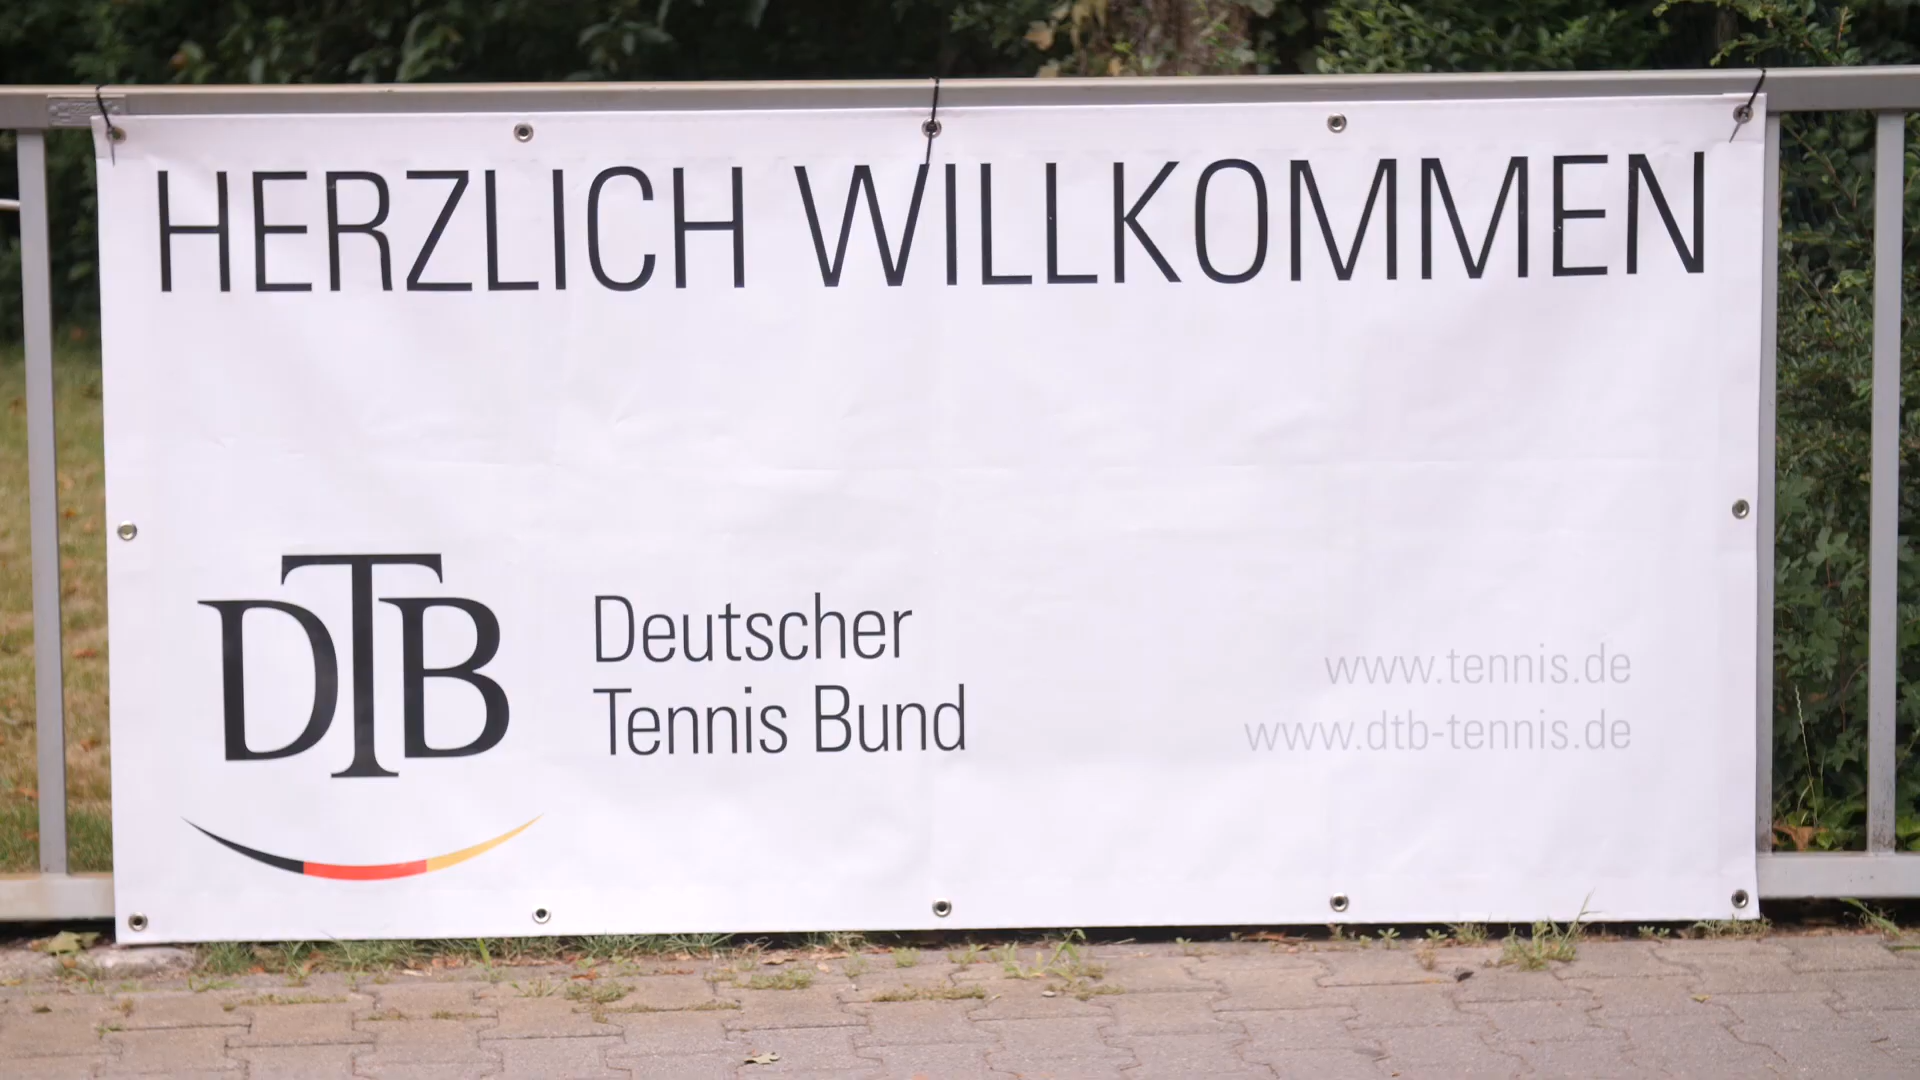 HERZLICH WILLKOMMEN
DTB
Deutscher
Tennis Bund
www.tennis.de
www.dtb-tennis.de